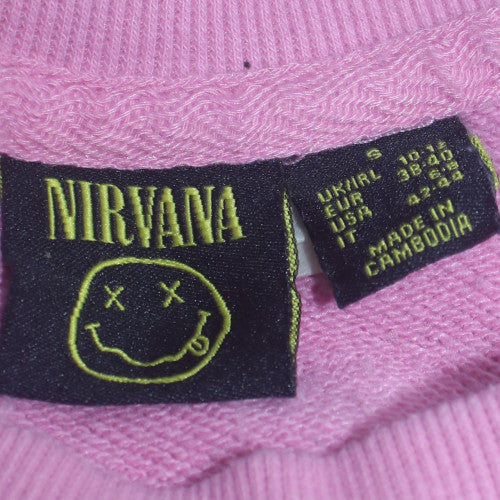 NIRVANA
S
UK/IRL 10-12
EUR 38-40
USA 6-8
IT 42-44
MADE IN
CAMBODIA